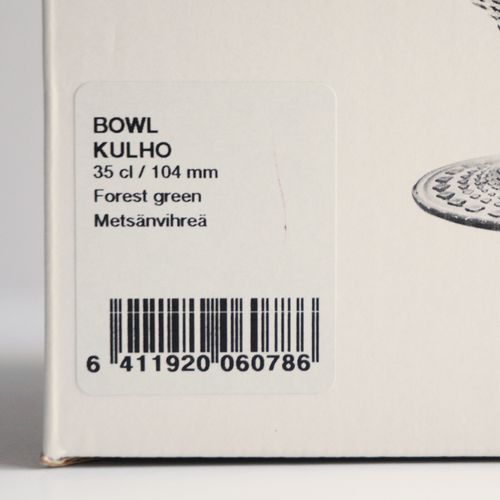 BOWL
KULHO
35 cl / 104 mm
Forest green
Metsänvihreä
6 411920 060786